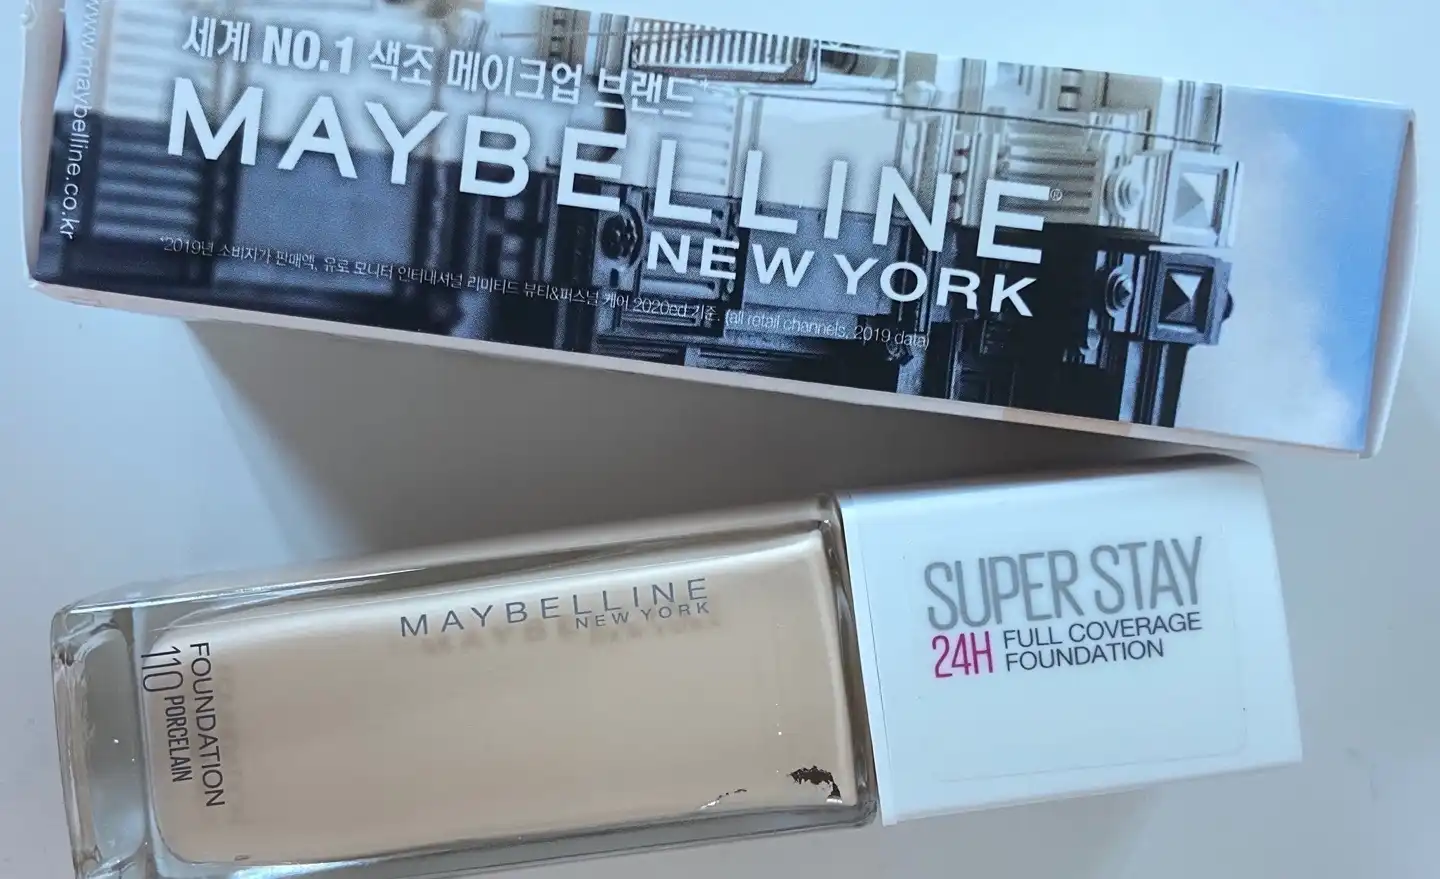 www.maybelline.co.kr
세계 NO.1 색조 메이크업 브랜드*
MAYBELLINE®
NEW YORK
*2019년 소비자가 판매액, 유로 모니터 인터내셔널 리미티드 뷰티&퍼스널 케어 2020ed 기준. (all retail channels, 2019 data)
MAYBELLINE
NEW YORK
FOUNDATION
110 PORCELAIN
SUPER STAY
24H FULL COVERAGE
FOUNDATION